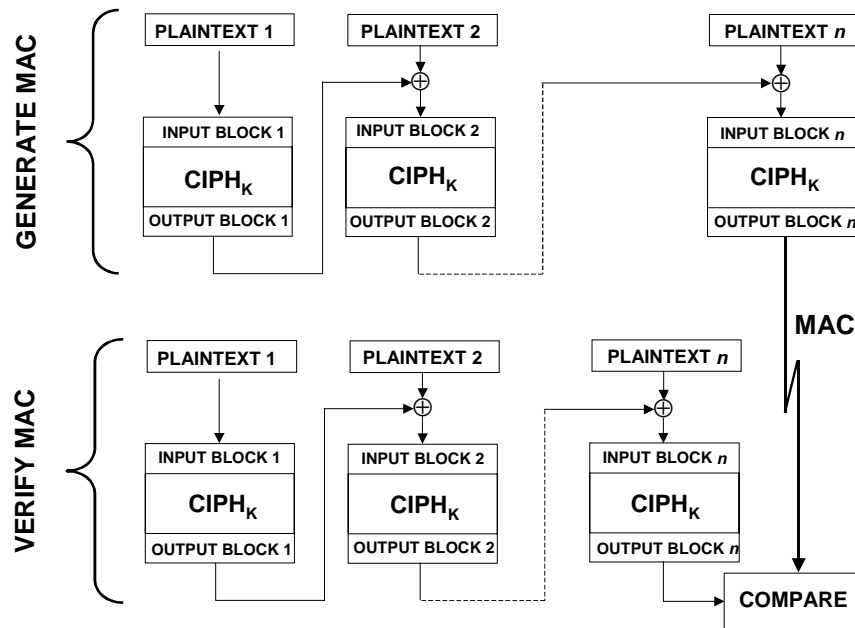 GENERATE MAC
PLAINTEXT 1
PLAINTEXT 2
PLAINTEXT n
INPUT BLOCK 1
CIPHK
OUTPUT BLOCK 1
INPUT BLOCK 2
CIPHK
OUTPUT BLOCK 2
INPUT BLOCK n
CIPHK
OUTPUT BLOCK n
MAC
VERIFY MAC
PLAINTEXT 1
PLAINTEXT 2
PLAINTEXT n
INPUT BLOCK 1
CIPHK
OUTPUT BLOCK 1
INPUT BLOCK 2
CIPHK
OUTPUT BLOCK 2
INPUT BLOCK n
CIPHK
OUTPUT BLOCK n
COMPARE